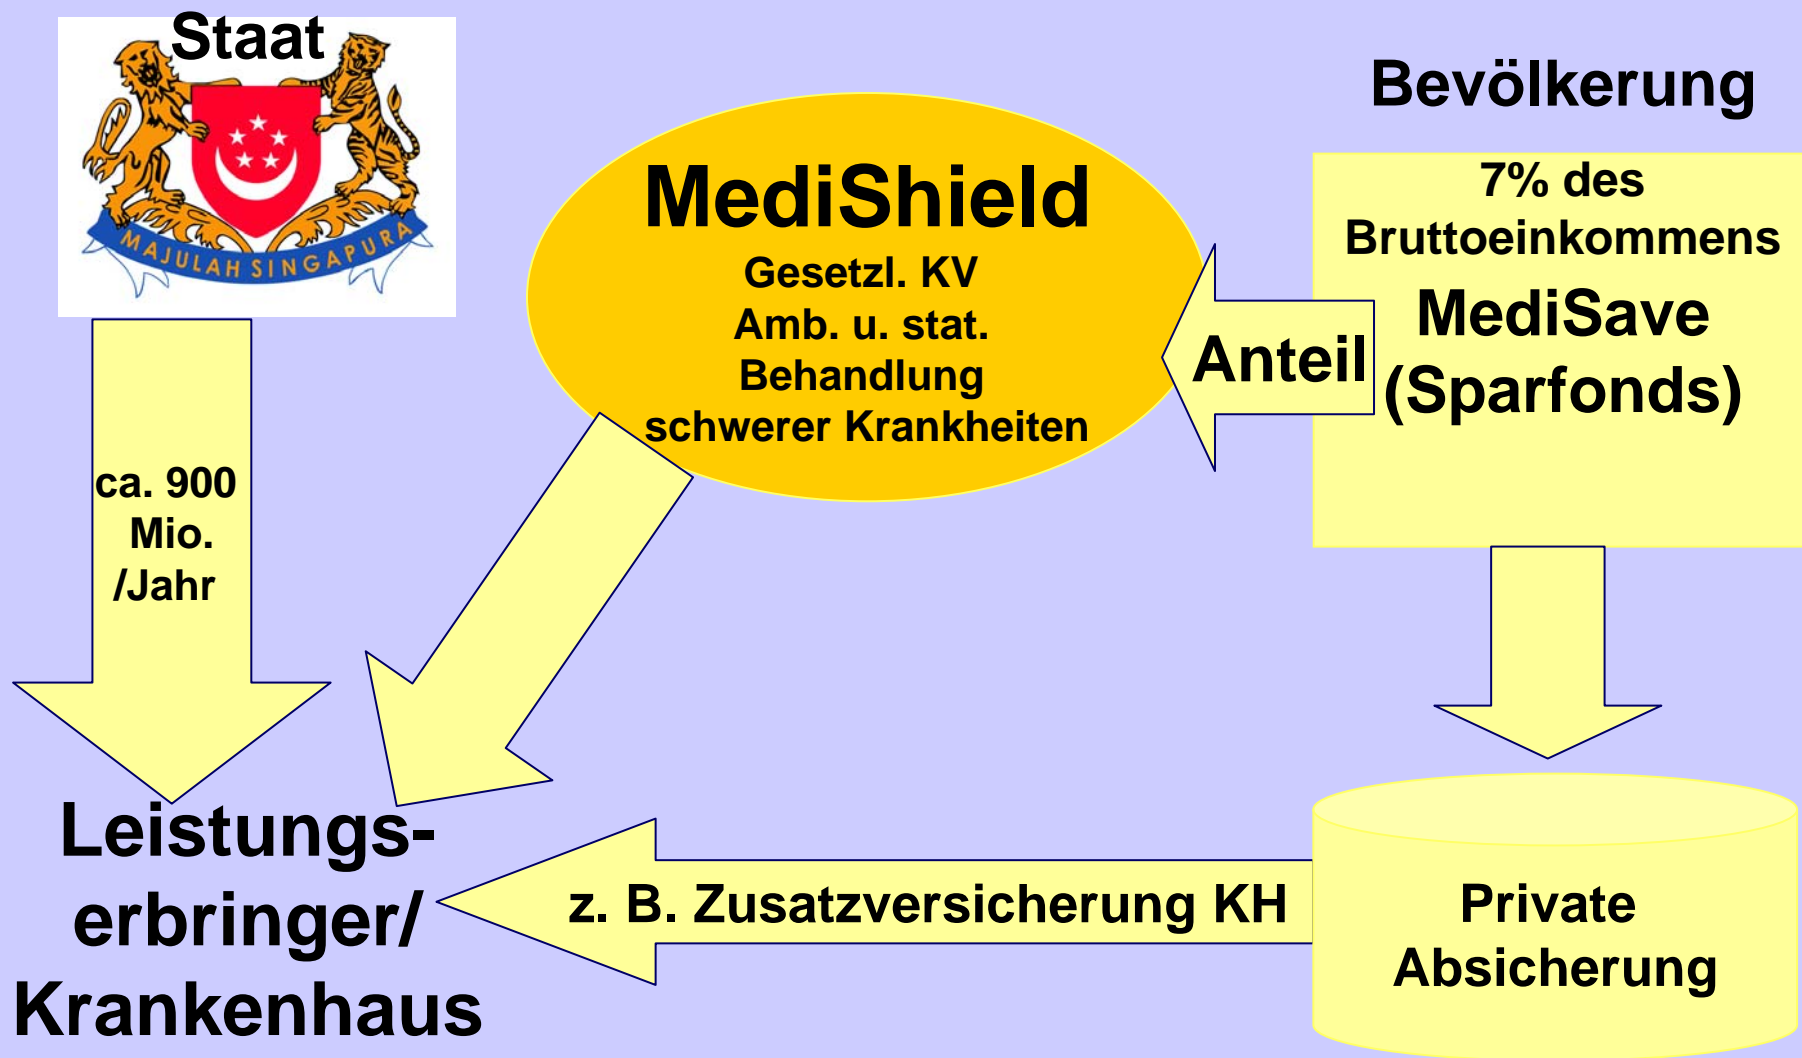 Staat
MAJULAH SINGAPURA
Bevölkerung
7% des
Bruttoeinkommens
MediSave
(Sparfonds)
MediShield
Gesetzl. KV
Amb. u. stat.
Behandlung
schwerer Krankheiten
Anteil
ca. 900
Mio.
/Jahr
Leistungs-
erbringer/
Krankenhaus
z. B. Zusatzversicherung KH
Private
Absicherung